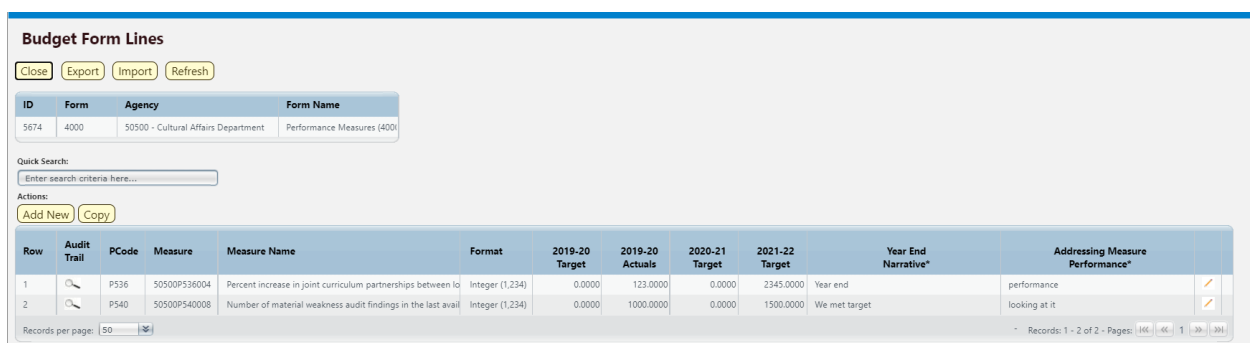 Budget Form Lines
Close Export Import Refresh
ID Form Agency Form Name
5674 4000 50500 - Cultural Affairs Department Performance Measures (400
Quick Search:
Enter search criteria here...
Actions:
Add New Copy
Row Audit Trail PCode Measure Measure Name Format 2019-20 Target 2019-20 Actuals 2020-21 Target 2021-22 Target Year End Narrative* Addressing Measure Performance*
1 P536 50500P536004 Percent increase in joint curriculum partnerships between lo Integer (1,234) 0.0000 123.0000 0.0000 2345.0000 Year end performance
2 P540 50500P540008 Number of material weakness audit findings in the last avail Integer (1,234) 0.0000 1000.0000 0.0000 1500.0000 We met target looking at it
Records per page: 50 Records: 1 - 2 of 2 - Pages: 1